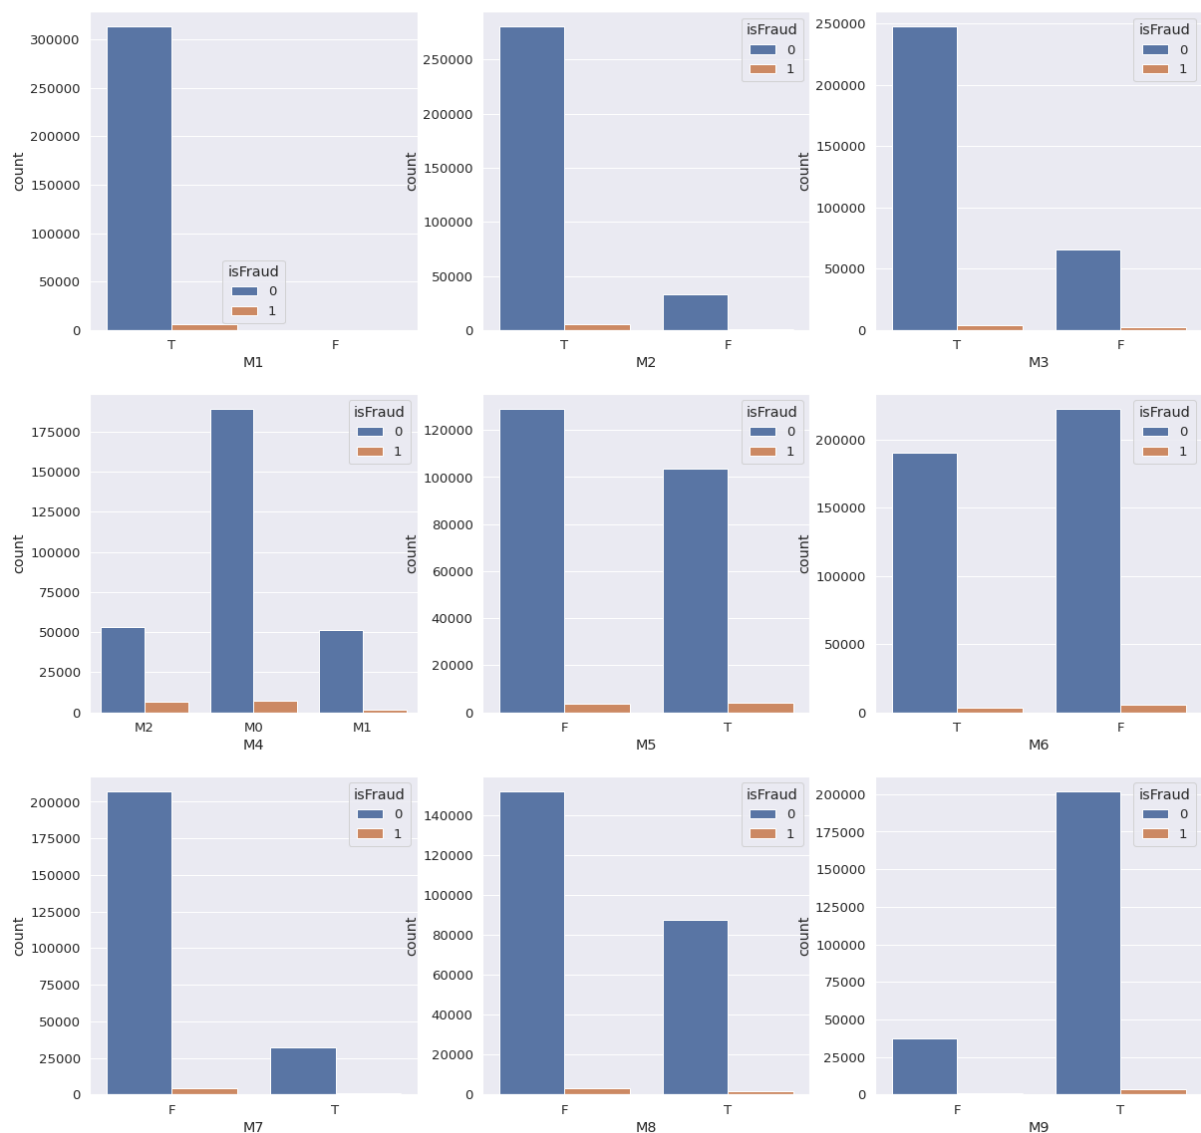 300000
250000
200000
150000
100000
50000
0
count
isFraud
0
1
T
F
M1
250000
200000
150000
100000
50000
0
count
isFraud
0
1
T
F
M2
250000
200000
150000
100000
50000
0
count
isFraud
0
1
T
F
M3
175000
150000
125000
100000
75000
50000
25000
0
count
isFraud
0
1
M2
M0
M1
M4
120000
100000
80000
60000
40000
20000
0
count
isFraud
0
1
F
T
M5
200000
150000
100000
50000
0
count
isFraud
0
1
T
F
M6
200000
175000
150000
125000
100000
75000
50000
25000
0
count
isFraud
0
1
F
T
M7
140000
120000
100000
80000
60000
40000
20000
0
count
isFraud
0
1
F
T
M8
200000
175000
150000
125000
100000
75000
50000
25000
0
count
isFraud
0
1
F
T
M9